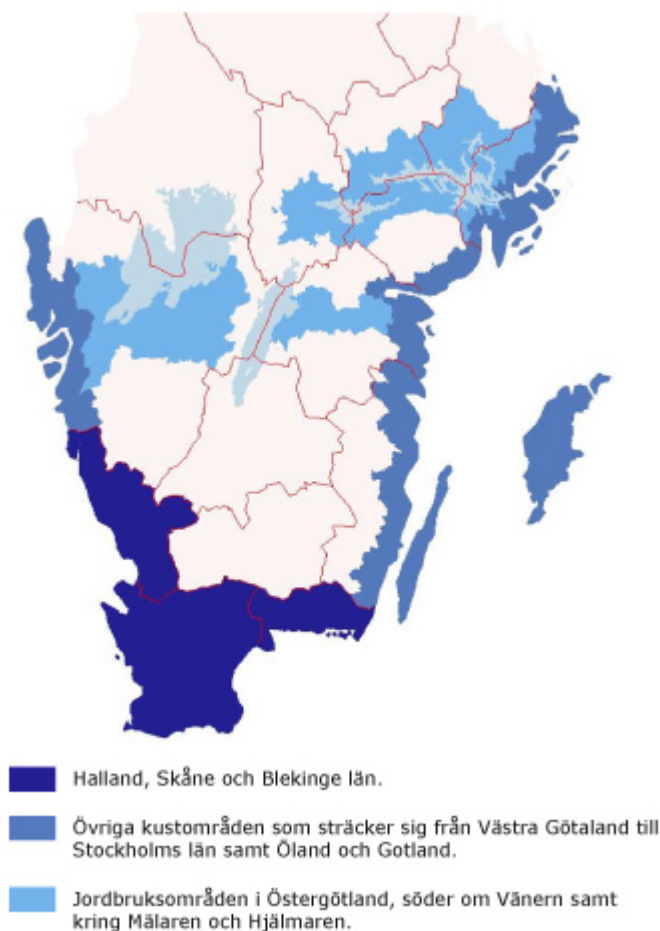 Halland, Skåne och Blekinge län.
Övriga kustområden som sträcker sig från Västra Götaland till
Stockholms län samt Öland och Gotland.
Jordbruksområden i Östergötland, söder om Vänern samt
kring Mälaren och Hjälmaren.